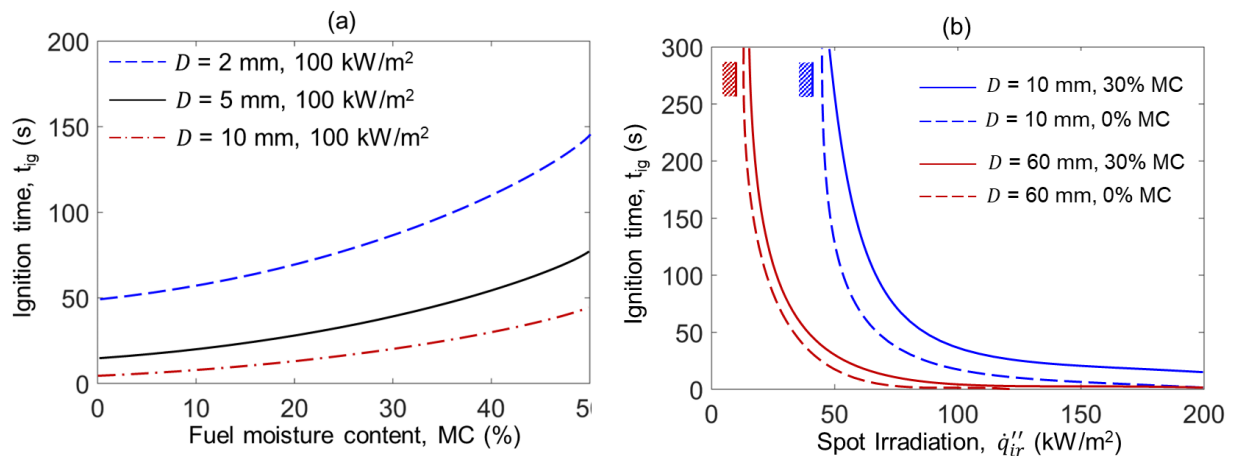 (a)
200
150
100
50
0
D = 2 mm, 100 kW/m²
D = 5 mm, 100 kW/m²
D = 10 mm, 100 kW/m²
Ignition time, t_ig (s)
0 10 20 30 40 50
Fuel moisture content, MC (%)
(b)
300
250
200
150
100
50
0
D = 10 mm, 30% MC
D = 10 mm, 0% MC
D = 60 mm, 30% MC
D = 60 mm, 0% MC
Ignition time, t_ig (s)
0 50 100 150 200
Spot Irradiation, q̇″_ir (kW/m²)